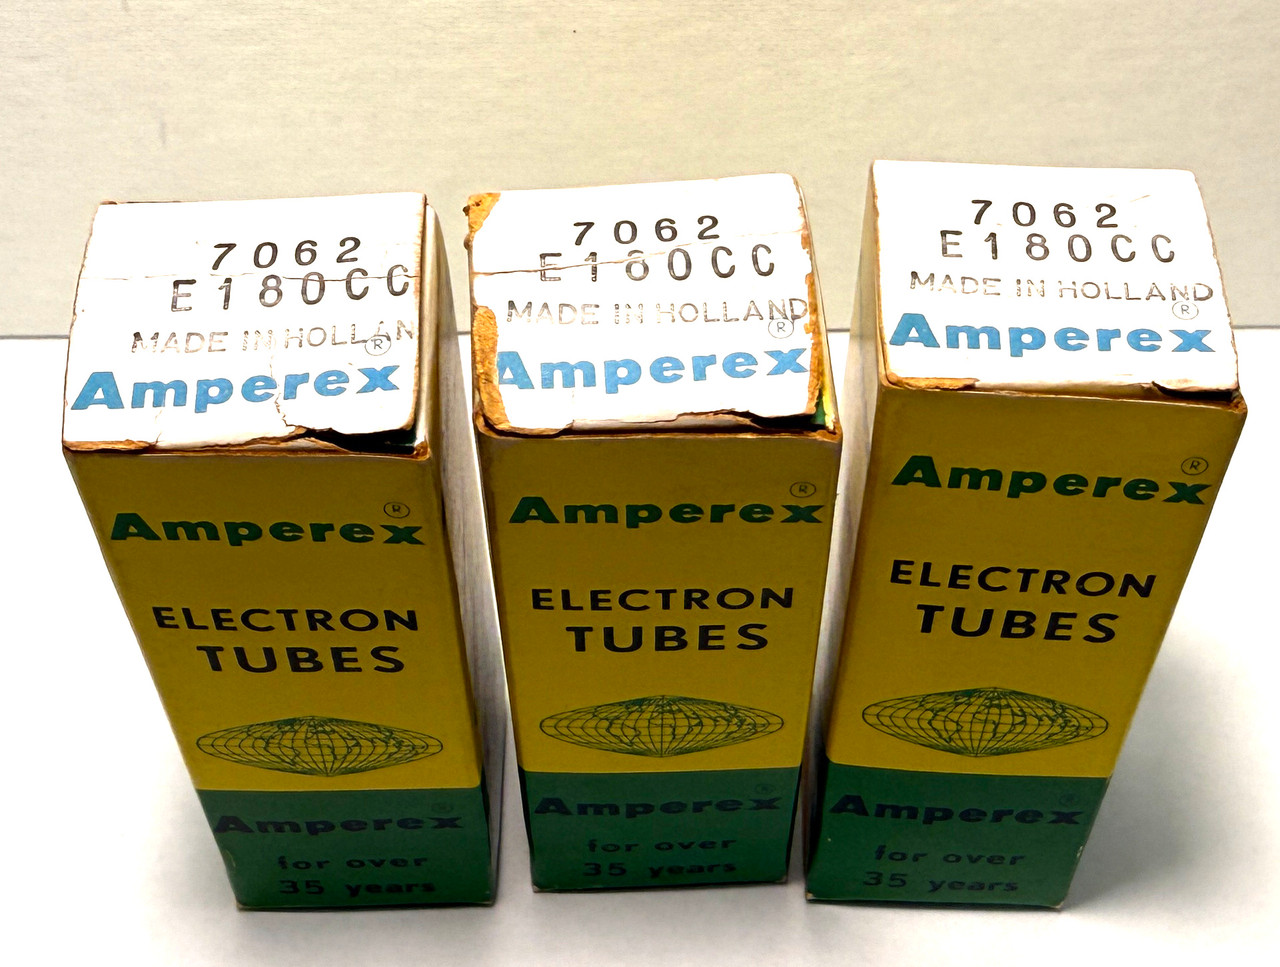 7062
E180CC
MADE IN HOLLAN
®
Amperex
Amperex®
ELECTRON
TUBES
Amperex®
for over
35 years
7062
E180CC
MADE IN HOLLAND
®
Amperex
Amperex®
ELECTRON
TUBES
Amperex®
for over
35 years
7062
E180CC
MADE IN HOLLAND
®
Amperex
Amperex®
ELECTRON
TUBES
Amperex®
for over
35 years